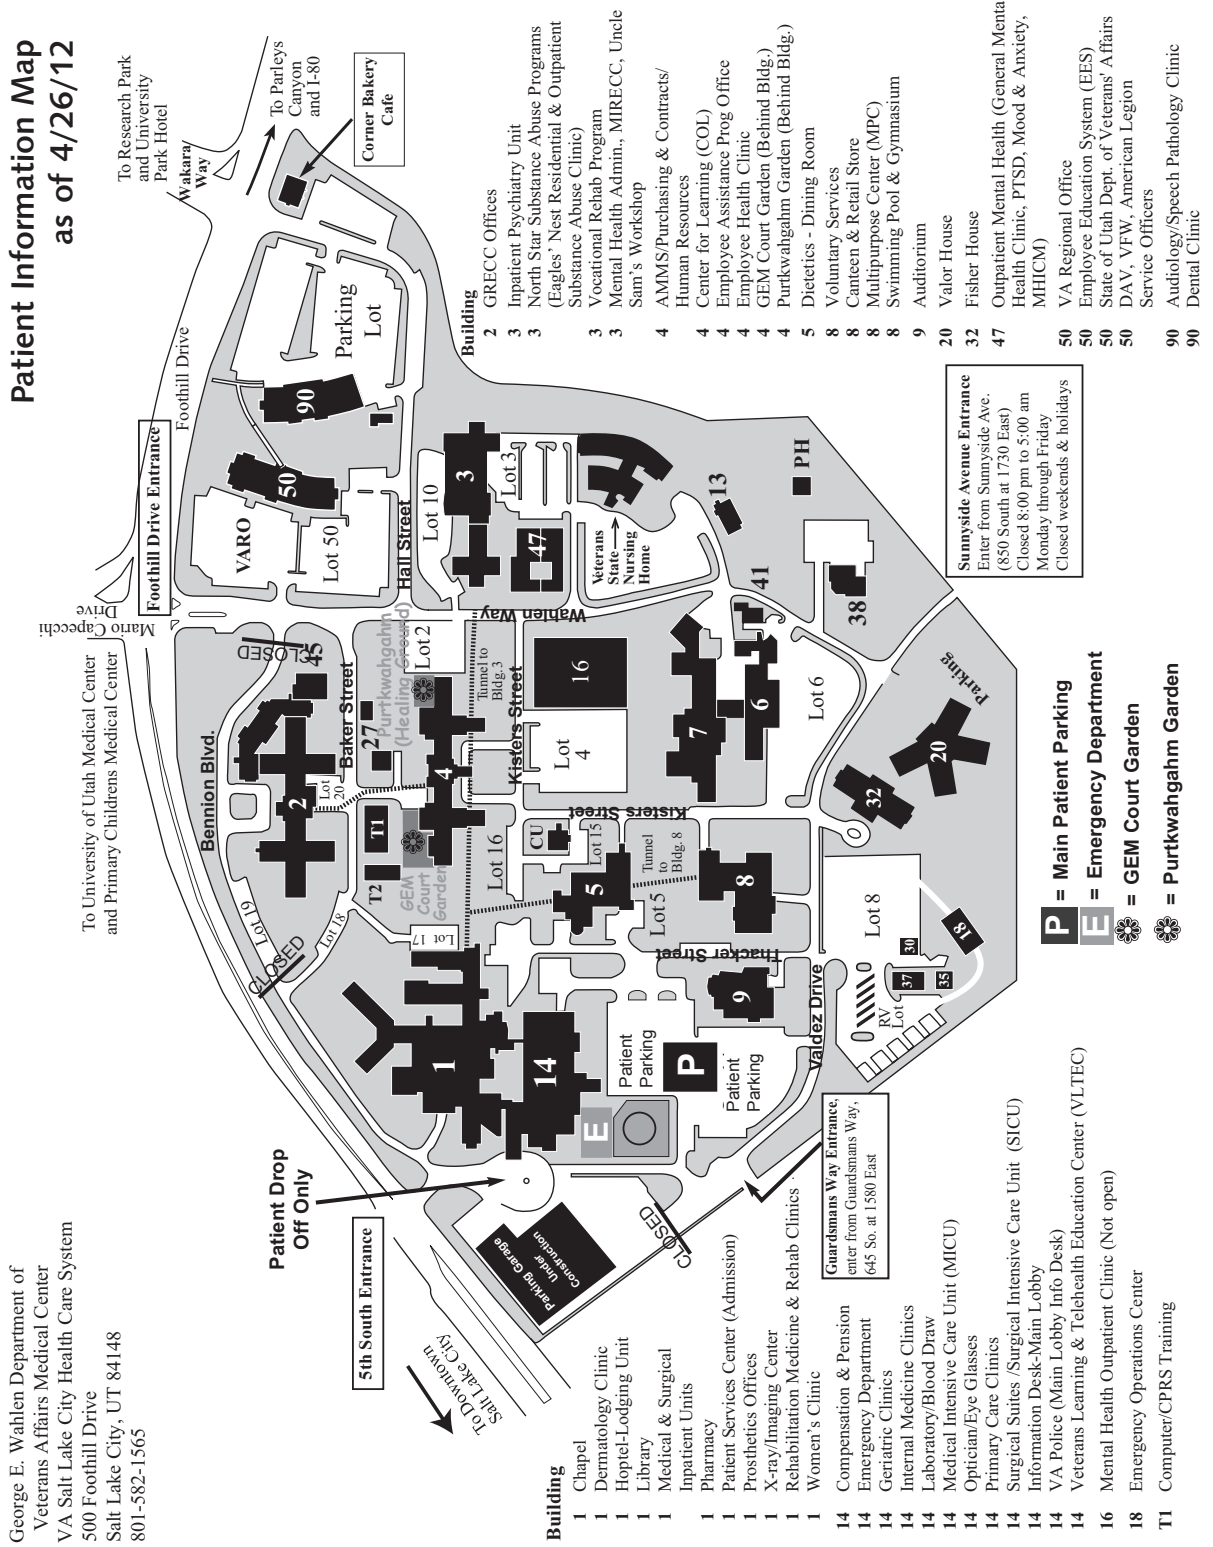 Patient Information Map
as of 4/26/12
George E. Wahlen Department of
Veterans Affairs Medical Center
VA Salt Lake City Health Care System
500 Foothill Drive
Salt Lake City, UT 84148
801-582-1565
To University of Utah Medical Center
and Primary Childrens Medical Center
Mario Capecchi
Drive
Foothill Drive Entrance
Foothill Drive
To Research Park
and University
Park Hotel
Wakara
Way
To Parleys
Canyon
and I-80
Corner Bakery
Cafe
Patient Drop
Off Only
5th South Entrance
To Downtown
Salt Lake City
Parking Garage
Under
Construction
CLOSED
CLOSED
CLOSED
Lot 19
Lot 18
Bennion Blvd.
2
45
Lot
20
Baker Street
27
T1
T2
GEM
Court
Garden
Purtkwahgahm
(Healing Ground)
4
Lot 2
Lot 17
Lot 16
Tunnel to
Bldg. 3
Hall Street
VARO
50
Lot 50
90
Parking
Lot
Lot 10
3
Lot 3
47
Veterans
State
Nursing
Home
Wahlen Way
13
PH
41
38
Kisters Street
16
Lot
4
7
6
Lot 6
Kisters Street
CU
Lot 15
5
Tunnel
to
Bldg. 8
Lot 5
8
Thacker Street
9
1
14
E
Patient
Parking
P
Patient
Parking
Valdez Drive
Lot 8
RV
Lot
30
37
35
18
32
20
Parking
Guardsmans Way Entrance,
enter from Guardsmans Way,
645 So. at 1580 East
Sunnyside Avenue Entrance
Enter from Sunnyside Ave.
(850 South at 1730 East)
Closed 8:00 pm to 5:00 am
Monday through Friday
Closed weekends & holidays
P = Main Patient Parking
E = Emergency Department
= GEM Court Garden
= Purtkwahgahm Garden
Building
1 Chapel
1 Dermatology Clinic
1 Hoptel-Lodging Unit
1 Library
1 Medical & Surgical
Inpatient Units
1 Pharmacy
1 Patient Services Center (Admission)
1 Prosthetics Offices
1 X-ray/Imaging Center
1 Rehabilitation Medicine & Rehab Clinics
1 Women's Clinic
14 Compensation & Pension
14 Emergency Department
14 Geriatric Clinics
14 Internal Medicine Clinics
14 Laboratory/Blood Draw
14 Medical Intensive Care Unit (MICU)
14 Optician/Eye Glasses
14 Primary Care Clinics
14 Surgical Suites /Surgical Intensive Care Unit (SICU)
14 Information Desk-Main Lobby
14 VA Police (Main Lobby Info Desk)
14 Veterans Learning & Telehealth Education Center (VLTEC)
16 Mental Health Outpatient Clinic (Not open)
18 Emergency Operations Center
T1 Computer/CPRS Training
Building
2 GRECC Offices
3 Inpatient Psychiatry Unit
3 North Star Substance Abuse Programs
(Eagles' Nest Residential & Outpatient
Substance Abuse Clinic)
3 Vocational Rehab Program
3 Mental Health Admin., MIRECC, Uncle
Sam's Workshop
4 AMMS/Purchasing & Contracts/
Human Resources
4 Center for Learning (COL)
4 Employee Assistance Prog Office
4 Employee Health Clinic
4 GEM Court Garden (Behind Bldg.)
4 Purtkwahgahm Garden (Behind Bldg.)
5 Dietetics - Dining Room
8 Voluntary Services
8 Canteen & Retail Store
8 Multipurpose Center (MPC)
8 Swimming Pool & Gymnasium
9 Auditorium
20 Valor House
32 Fisher House
47 Outpatient Mental Health (General Menta
Health Clinic, PTSD, Mood & Anxiety,
MHICM)
50 VA Regional Office
50 Employee Education System (EES)
50 State of Utah Dept. of Veterans' Affairs
50 DAV, VFW, American Legion
Service Officers
90 Audiology/Speech Pathology Clinic
90 Dental Clinic